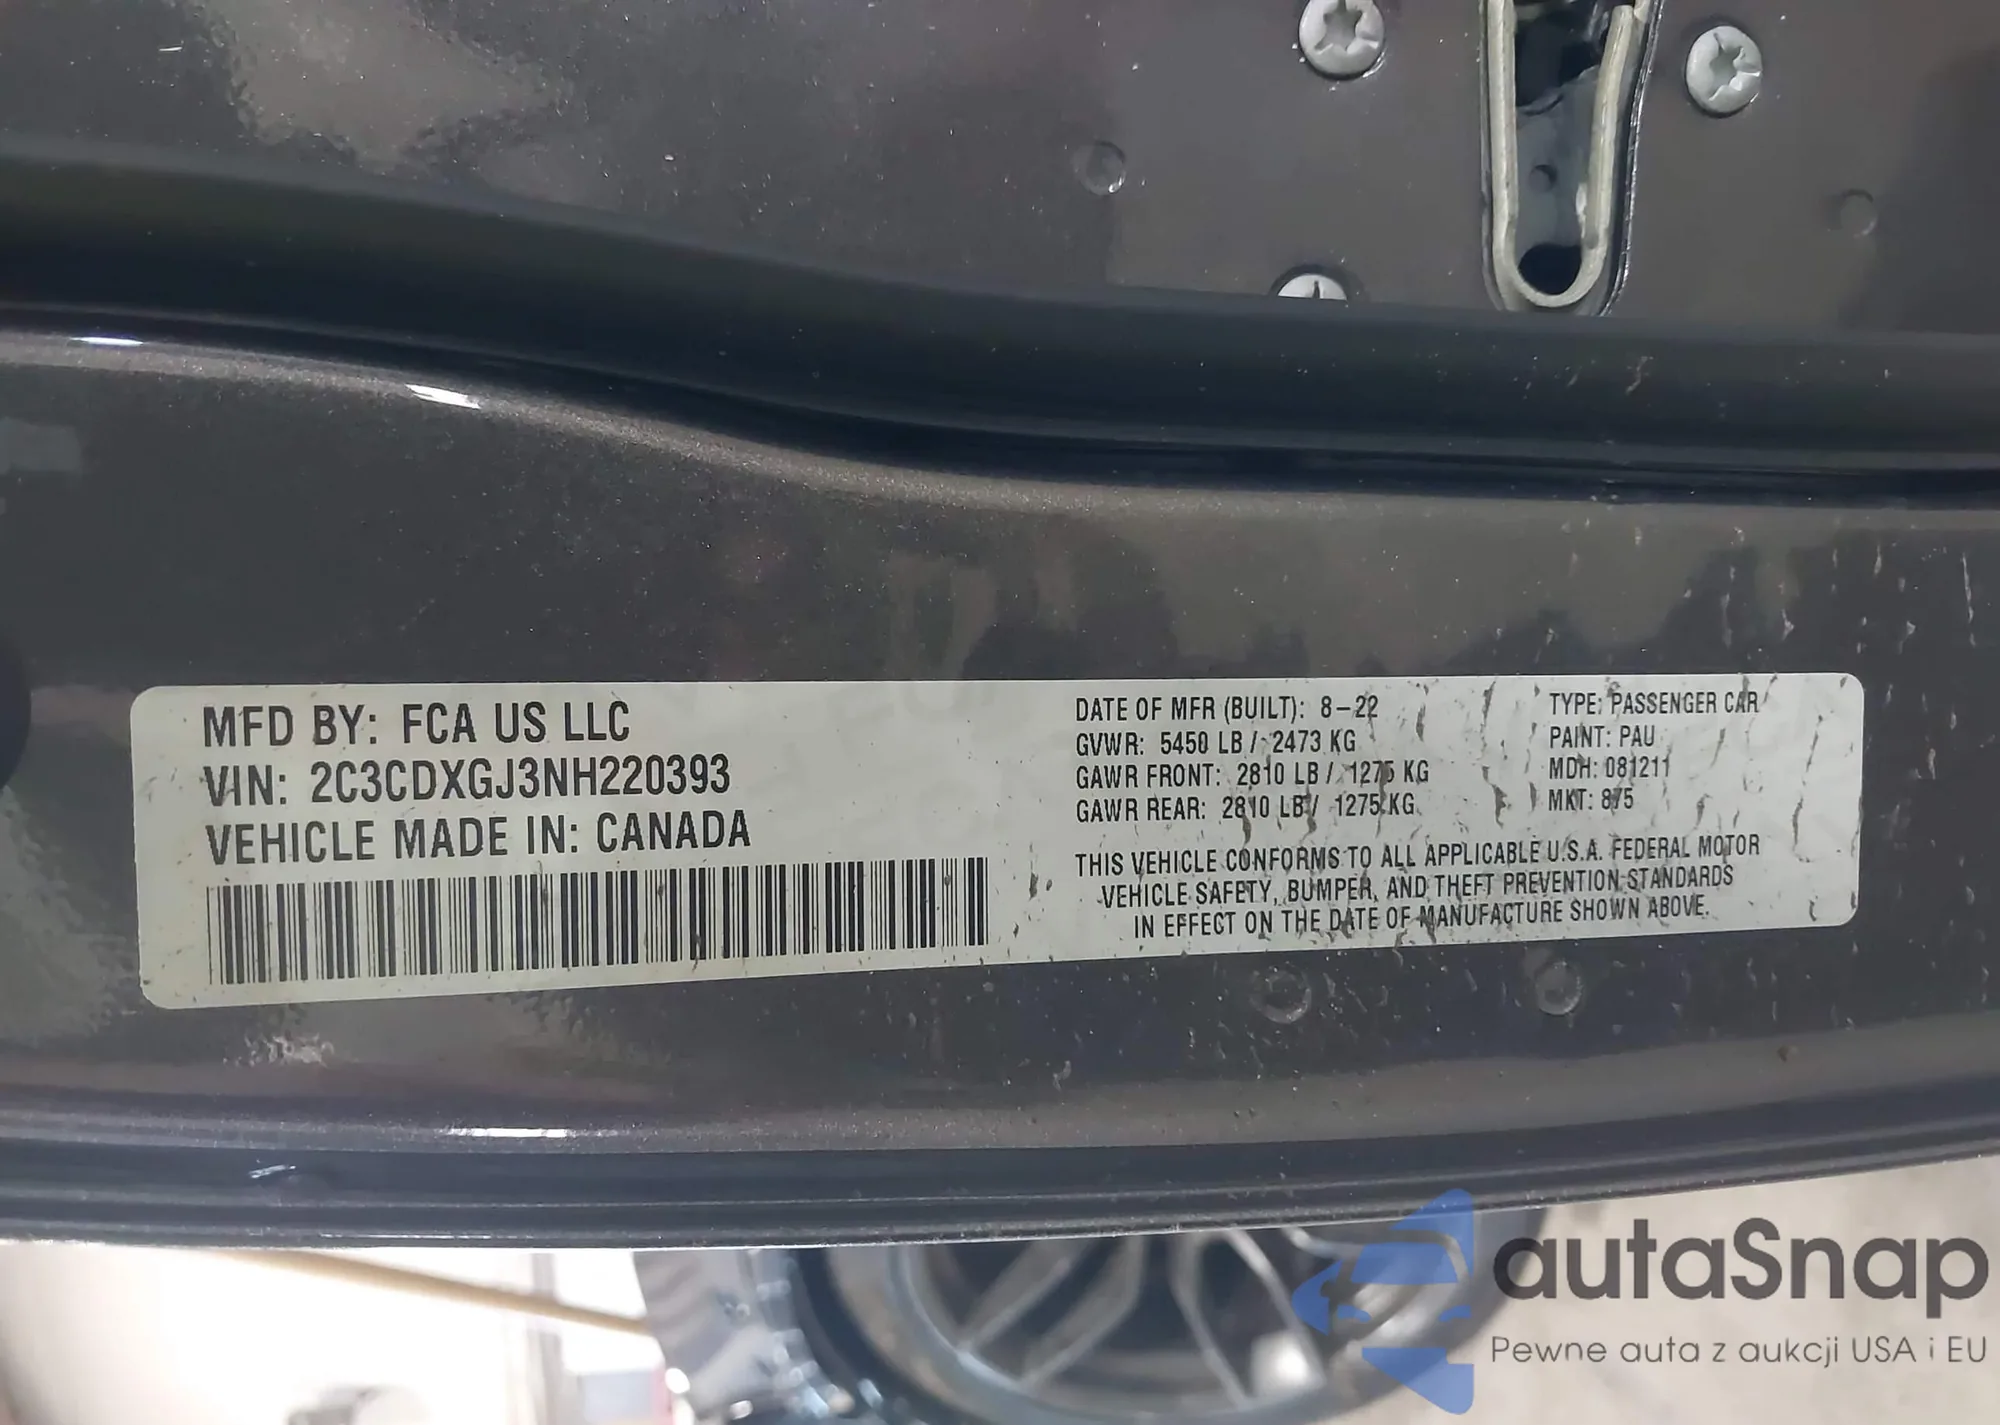 MFD BY: FCA US LLC
VIN: 2C3CDXGJ3NH220393
VEHICLE MADE IN: CANADA
DATE OF MFR (BUILT): 8-22
GVWR: 5450 LB / 2473 KG
GAWR FRONT: 2810 LB / 1275 KG
GAWR REAR: 2810 LB / 1275 KG
TYPE: PASSENGER CAR
PAINT: PAU
MDH: 081211
MKT: 875
THIS VEHICLE CONFORMS TO ALL APPLICABLE U.S.A. FEDERAL MOTOR
VEHICLE SAFETY, BUMPER, AND THEFT PREVENTION STANDARDS
IN EFFECT ON THE DATE OF MANUFACTURE SHOWN ABOVE.
autaSnap
Pewne auta z aukcji USA i EU